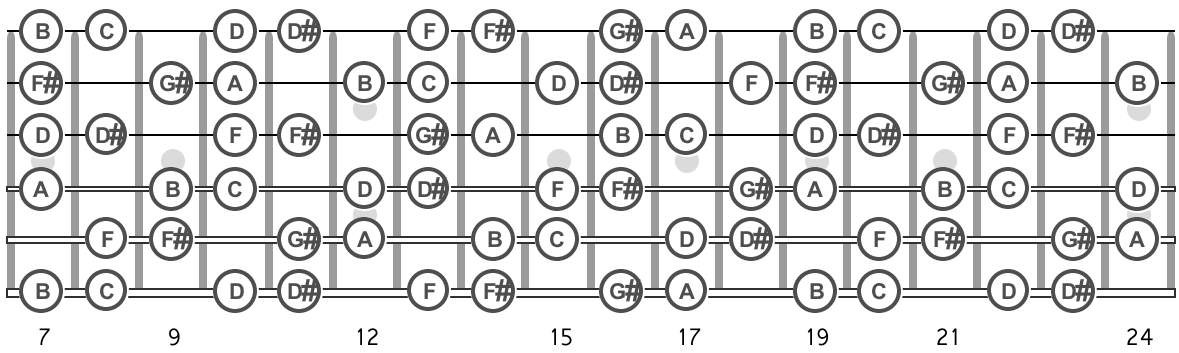 B C D D# F F# G# A B C D D#
F# G# A B C D D# F F# G# A B
D D# F F# G# A B C D D# F F#
A B C D D# F F# G# A B C D
F F# G# A B C D D# F F# G# A
B C D D# F F# G# A B C D D#
7 9 12 15 17 19 21 24